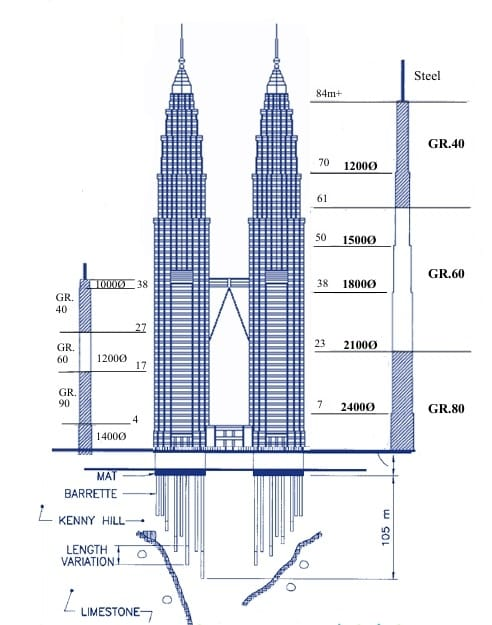 Steel
84m+
GR.40
70 1200Ø
61
50 1500Ø
GR.60
38 1800Ø
23 2100Ø
7 2400Ø
GR.80
1000Ø 38
GR.
40
27
GR.
60
1200Ø
17
GR.
90
4
1400Ø
MAT
BARRETTE
KENNY HILL
LENGTH
VARIATION
LIMESTONE
105 m